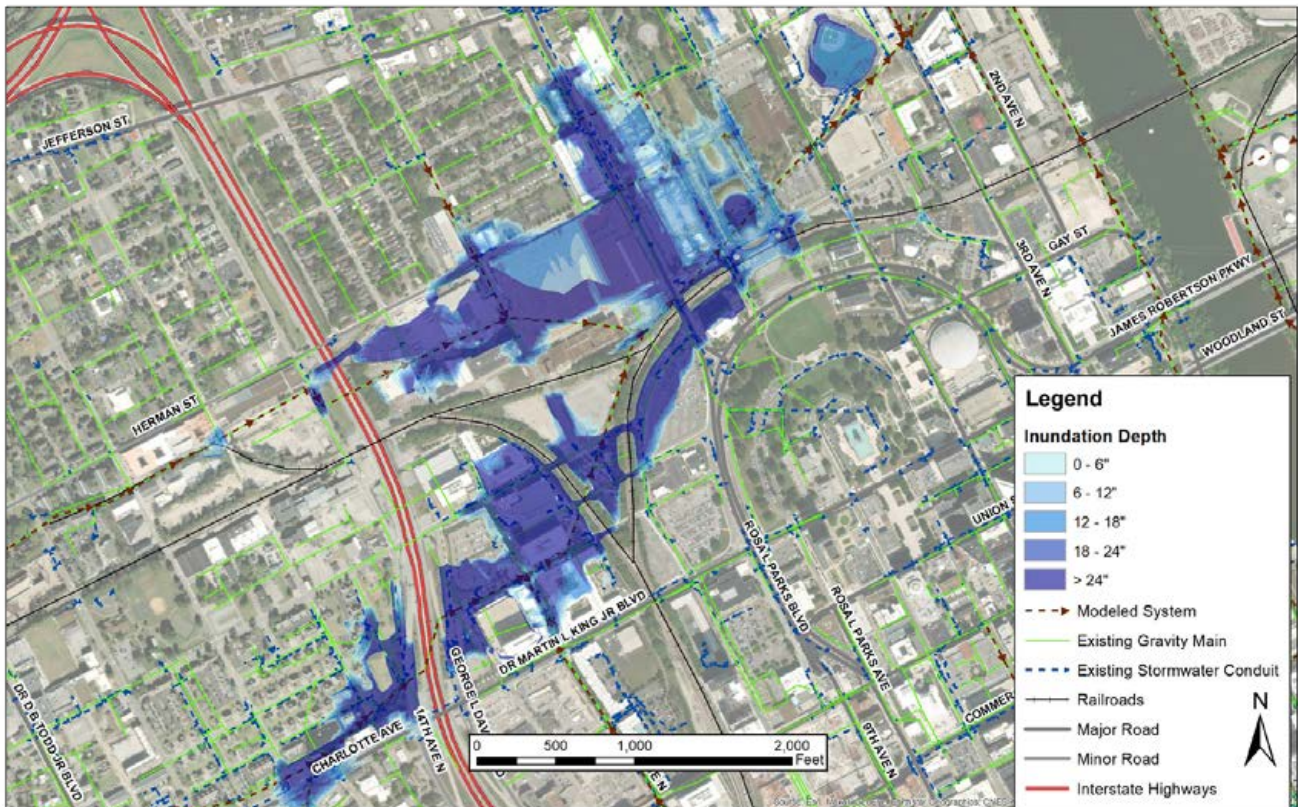 JEFFERSON ST
2ND AVE N
3RD AVE N
GAY ST
JAMES ROBERTSON PKWY
WOODLAND ST
HERMAN ST
UNION S
ROSA L PARKS BLVD
ROSA L PARKS AVE
DR MARTIN L KING JR BLVD
GEORGE L DAV
14TH AVE N
CHARLOTTE AVE
DR D B TODD JR BLVD
9TH AVE N
COMMER
E N
0 500 1,000 2,000
Feet
Legend
Inundation Depth
0 - 6"
6 - 12"
12 - 18"
18 - 24"
> 24"
Modeled System
Existing Gravity Main
Existing Stormwater Conduit
Railroads
Major Road
Minor Road
Interstate Highways
N